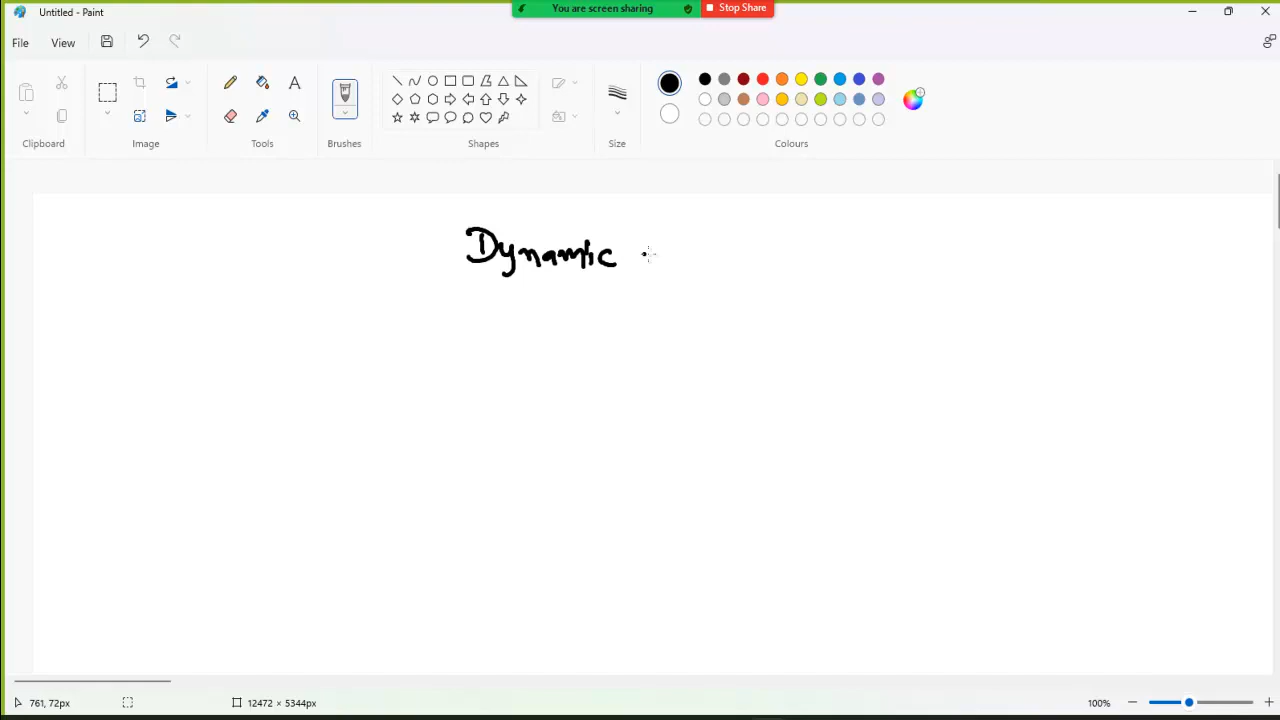 You are screen sharing
Stop Share
Untitled - Paint
File
View
Clipboard
Image
Tools
Brushes
Shapes
Size
Colours
Dynamic
761, 72px
12472 × 5344px
100%